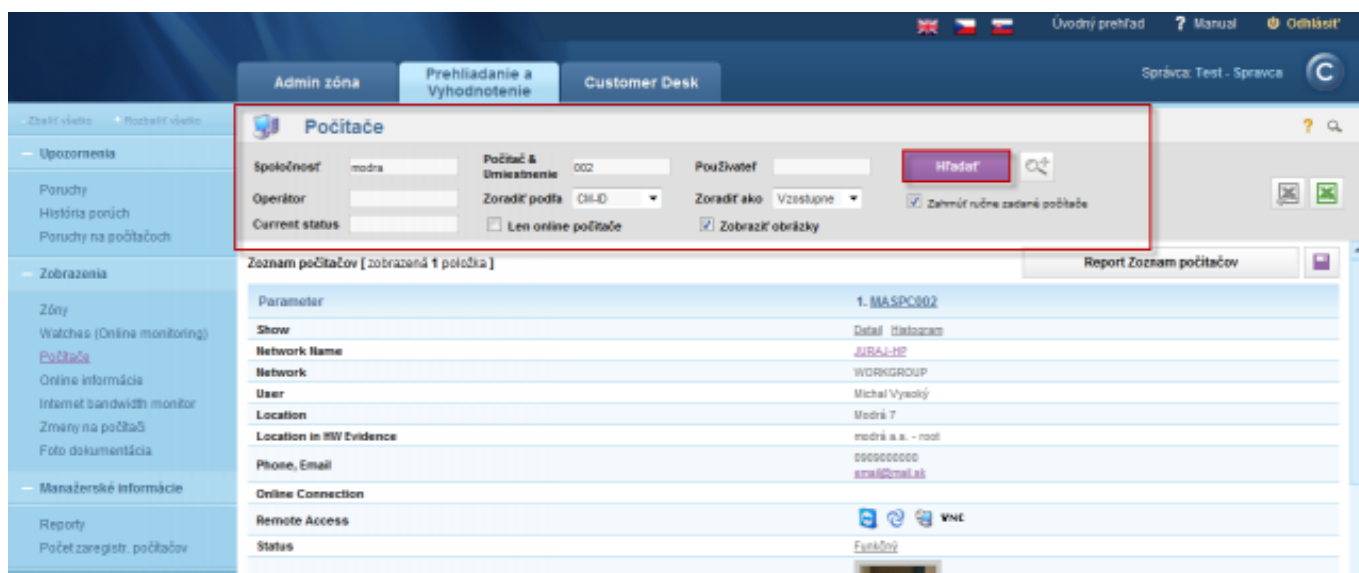 Úvodný prehľad ? Manual Odhlásiť
Admin zóna Prehliadanie a Vyhodnotenie Customer Desk Správca: Test - Spravca
Zbaliť všetko Rozbaliť všetko
Počítače
Upozornenia
Poruchy
História porúch
Poruchy na počítačoch
Zobrazenia
Zóny
Watches (Online monitoring)
Počítače
Online informácie
Internet bandwidth monitor
Zmeny na počítači
Foto dokumentácia
Manažerské informácie
Reporty
Počet zaregistr. počítačov
Spoločnosť modra Počítač & Umiestnenie 002 Používateľ Hľadať
Operátor Zoradiť podľa CM-ID Zoradiť ako Vzostupne Zahrnúť ručne zadané počítače
Current status Len online počítače Zobraziť obrázky
Zoznam počítačov [ zobrazená 1 položka ] Report Zoznam počítačov
Parameter 1. MASPC002
Show Detail Histogram
Network Name JURAJ-HP
Network WORKGROUP
User Michal Vysoký
Location Modrá 7
Location in HW Evidence modrá a.s. - root
Phone, Email 0909000000
email@mail.sk
Online Connection
Remote Access VNC
Status Funkčný